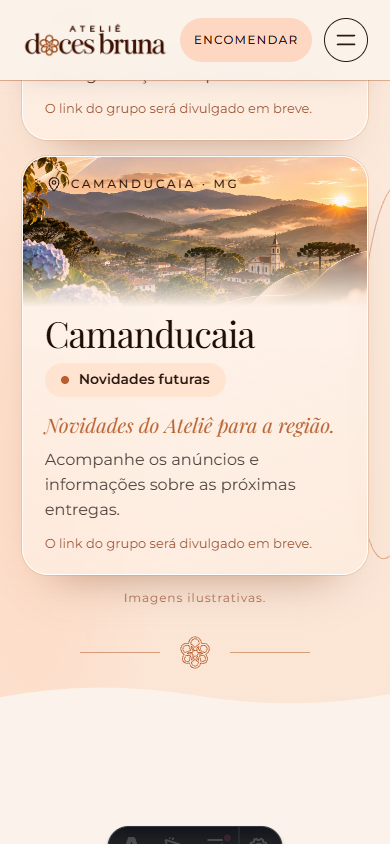 ATELIÊ
doces bruna
ENCOMENDAR
O link do grupo será divulgado em breve.
CAMANDUCAIA · MG
Camanducaia
Novidades futuras
Novidades do Ateliê para a região.
Acompanhe os anúncios e
informações sobre as próximas
entregas.
O link do grupo será divulgado em breve.
Imagens ilustrativas.